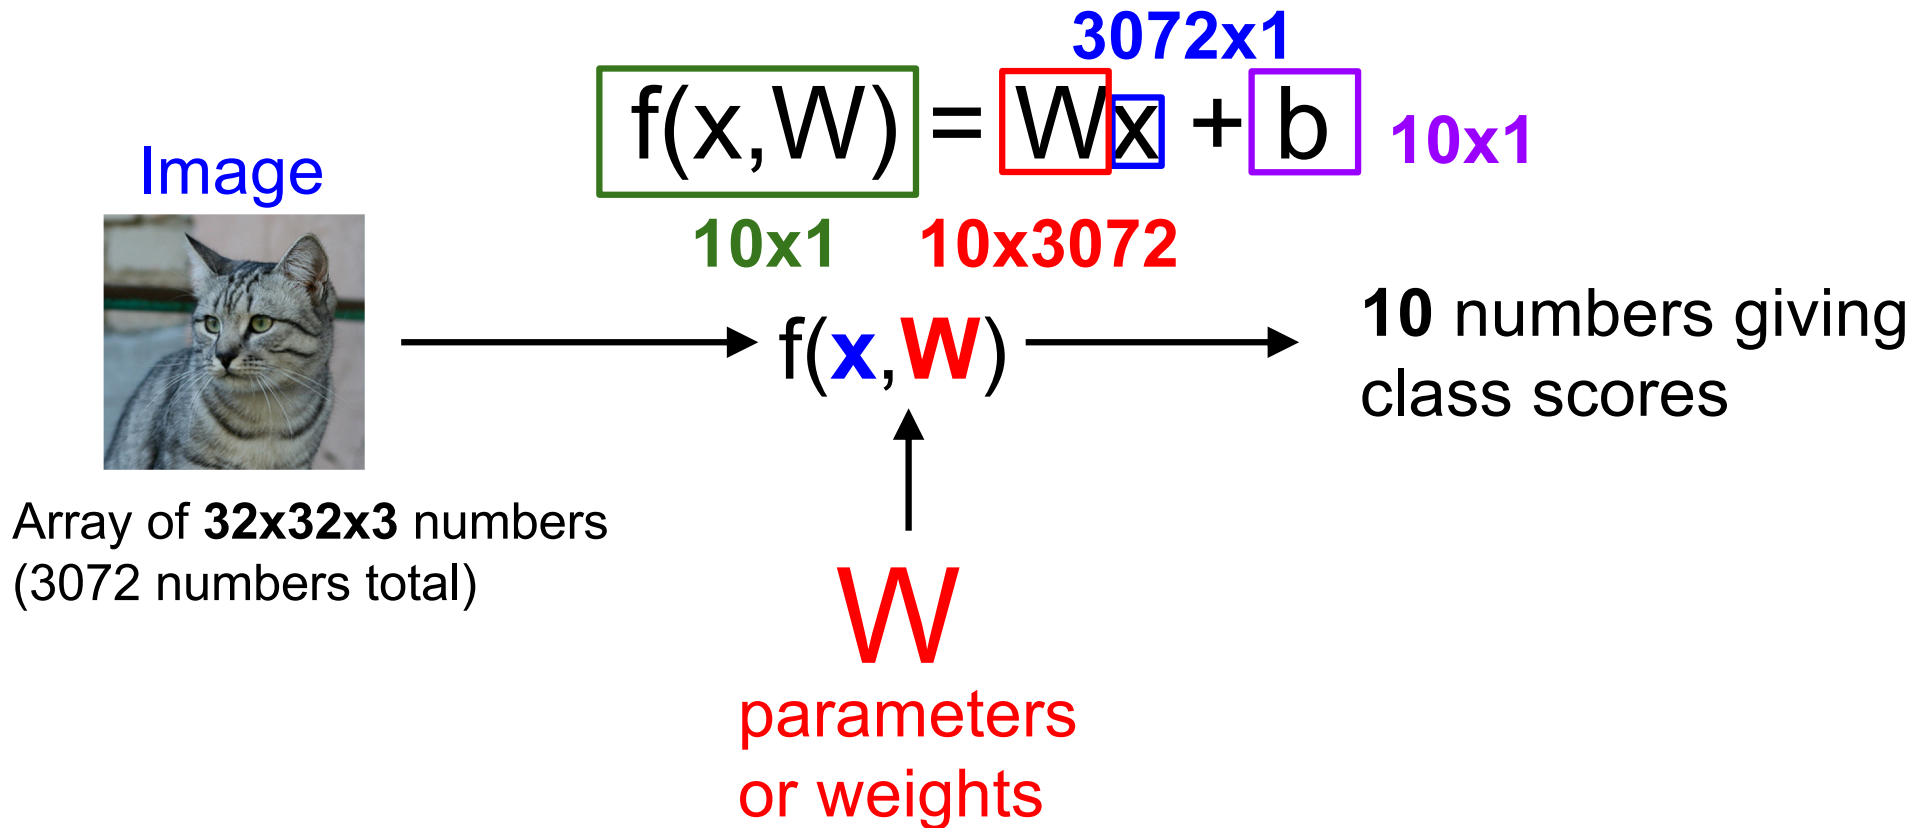 3072x1
f(x,W) = Wx + b 10x1
10x1 10x3072
Image
f(x,W)
10 numbers giving
class scores
Array of 32x32x3 numbers
(3072 numbers total)
W
parameters
or weights